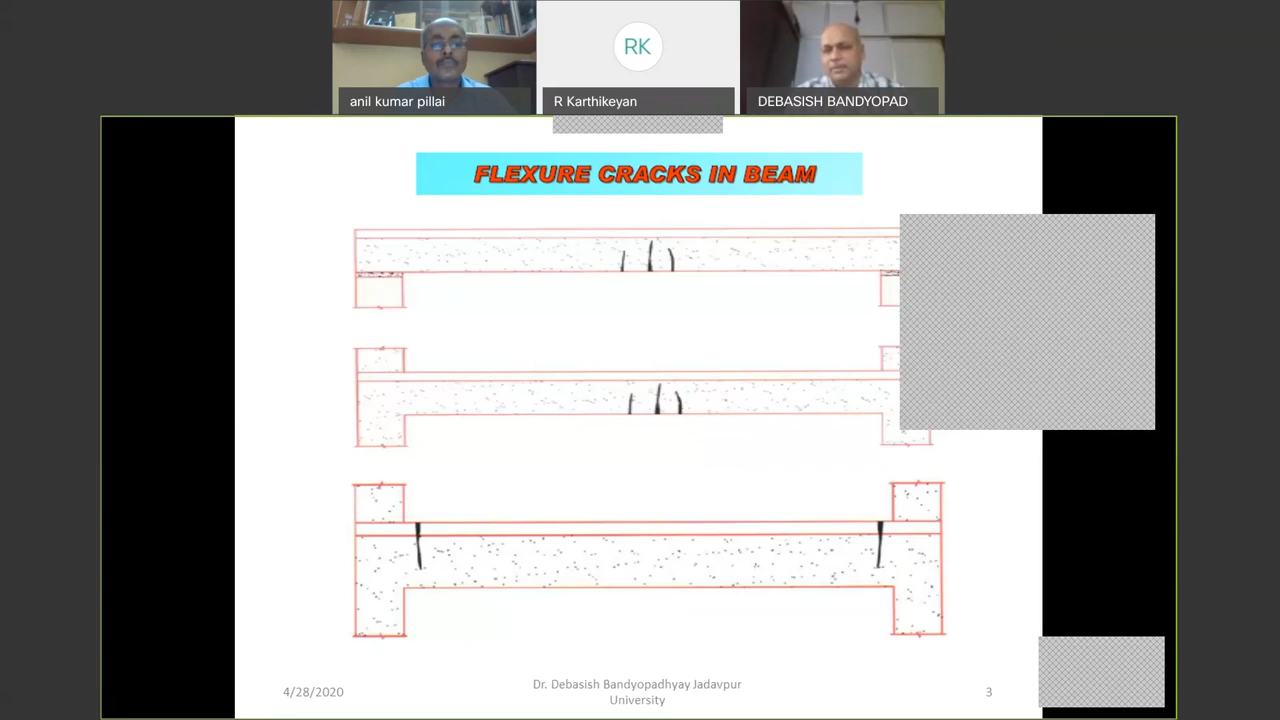 RK
anil kumar pillai
R Karthikeyan
DEBASISH BANDYOPAD
FLEXURE CRACKS IN BEAM
4/28/2020
Dr. Debasish Bandyopadhyay Jadavpur
University
3